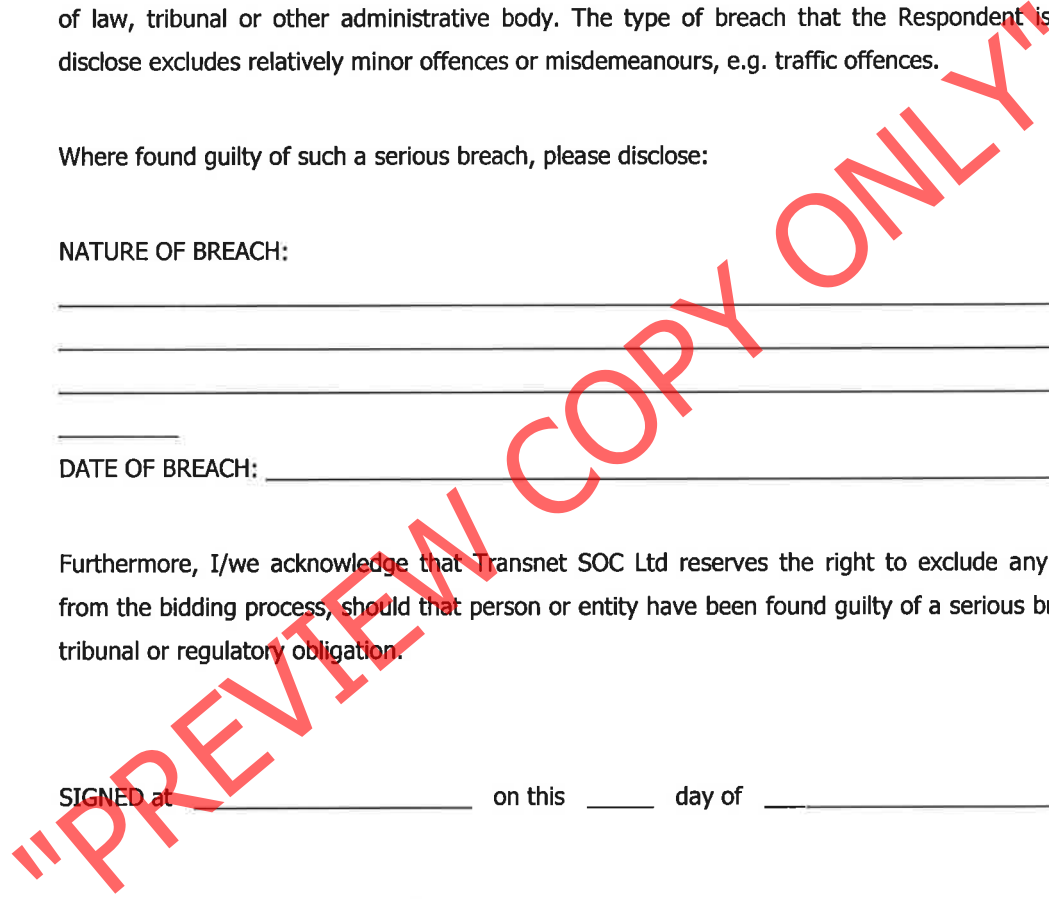 of law, tribunal or other administrative body. The type of breach that the Respondent is
disclose excludes relatively minor offences or misdemeanours, e.g. traffic offences.
Where found guilty of such a serious breach, please disclose:
NATURE OF BREACH:
DATE OF BREACH:
Furthermore, I/we acknowledge that Transnet SOC Ltd reserves the right to exclude any
from the bidding process, should that person or entity have been found guilty of a serious
tribunal or regulatory obligation.
SIGNED at on this day of
"PREVIEW COPY ONLY"